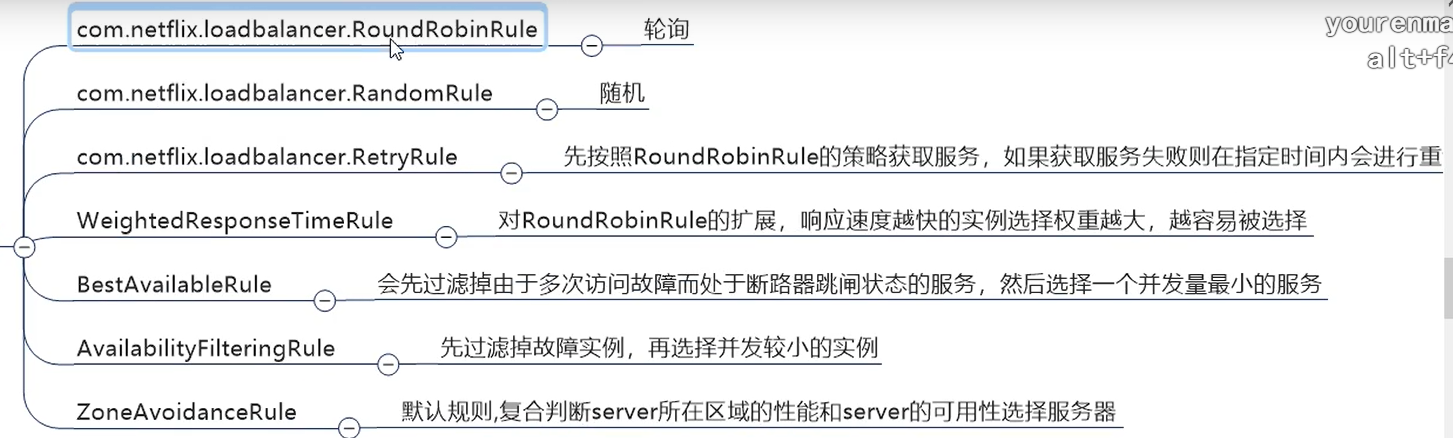 com.netflix.loadbalancer.RoundRobinRule 轮询
yourenma
alt+f4
com.netflix.loadbalancer.RandomRule 随机
com.netflix.loadbalancer.RetryRule 先按照RoundRobinRule的策略获取服务，如果获取服务失败则在指定时间内会进行重
WeightedResponseTimeRule 对RoundRobinRule的扩展，响应速度越快的实例选择权重越大，越容易被选择
BestAvailableRule 会先过滤掉由于多次访问故障而处于断路器跳闸状态的服务，然后选择一个并发量最小的服务
AvailabilityFilteringRule 先过滤掉故障实例，再选择并发较小的实例
ZoneAvoidanceRule 默认规则,复合判断server所在区域的性能和server的可用性选择服务器